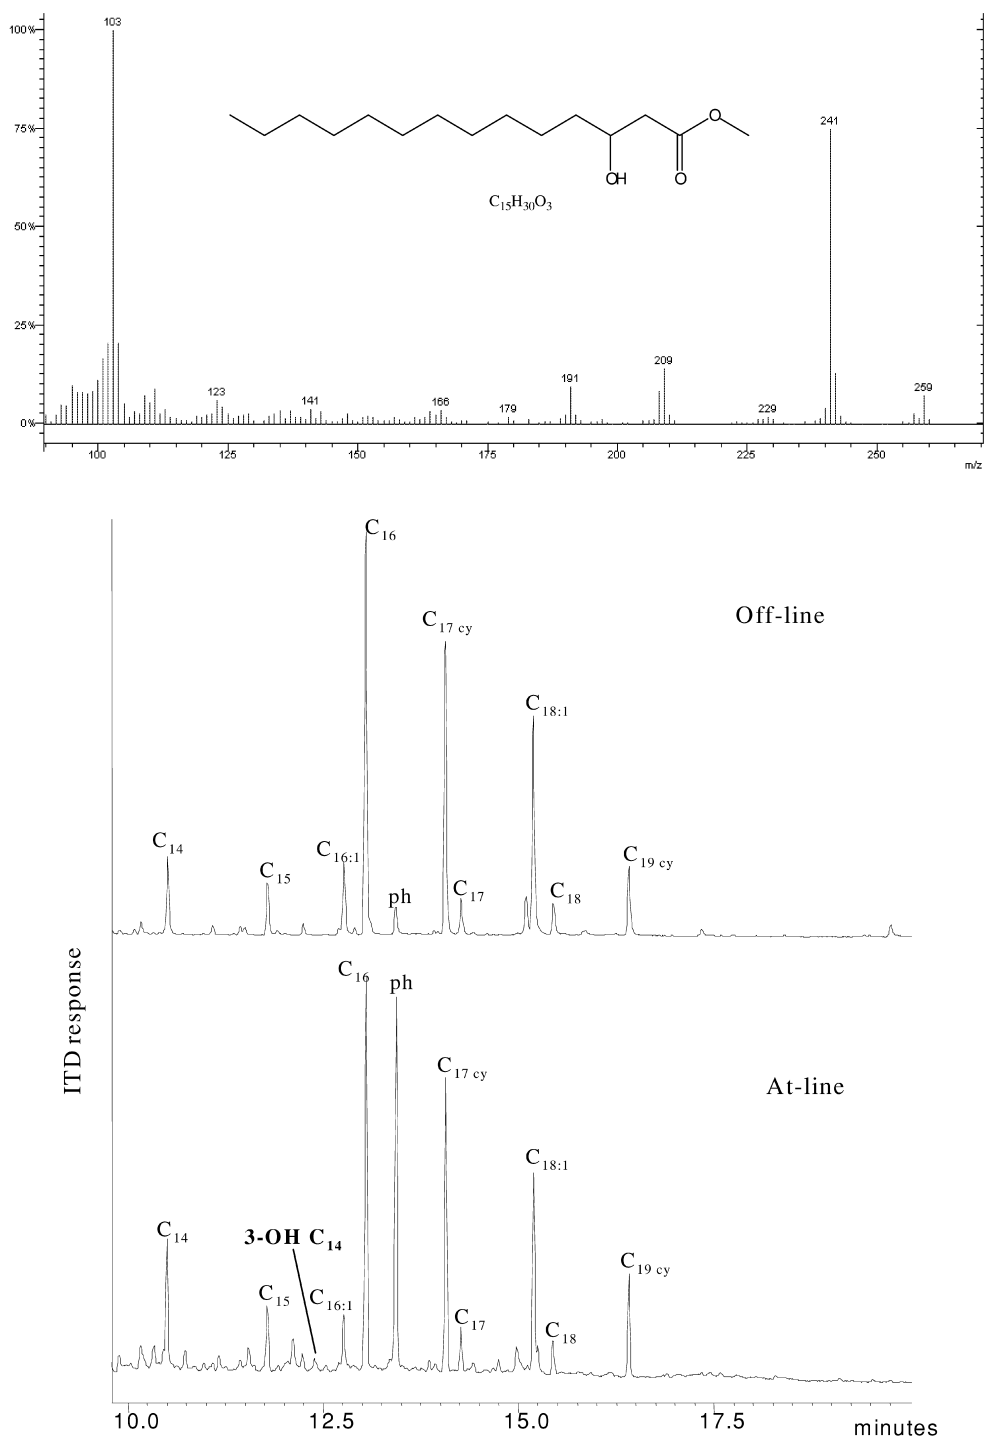 103
100%
75%
50%
25%
0%
O
OH
O
C15H30O3
241
123
141
166
179
191
209
229
259
100
125
150
175
200
225
250
m/z
C16
C17 cy
Off-line
C18:1
C14
C16:1
C15
ph
C17
C18
C19 cy
ITD response
C16
ph
C17 cy
At-line
C18:1
C14
3-OH C14
C15
C16:1
C17
C18
C19 cy
10.0
12.5
15.0
17.5
minutes